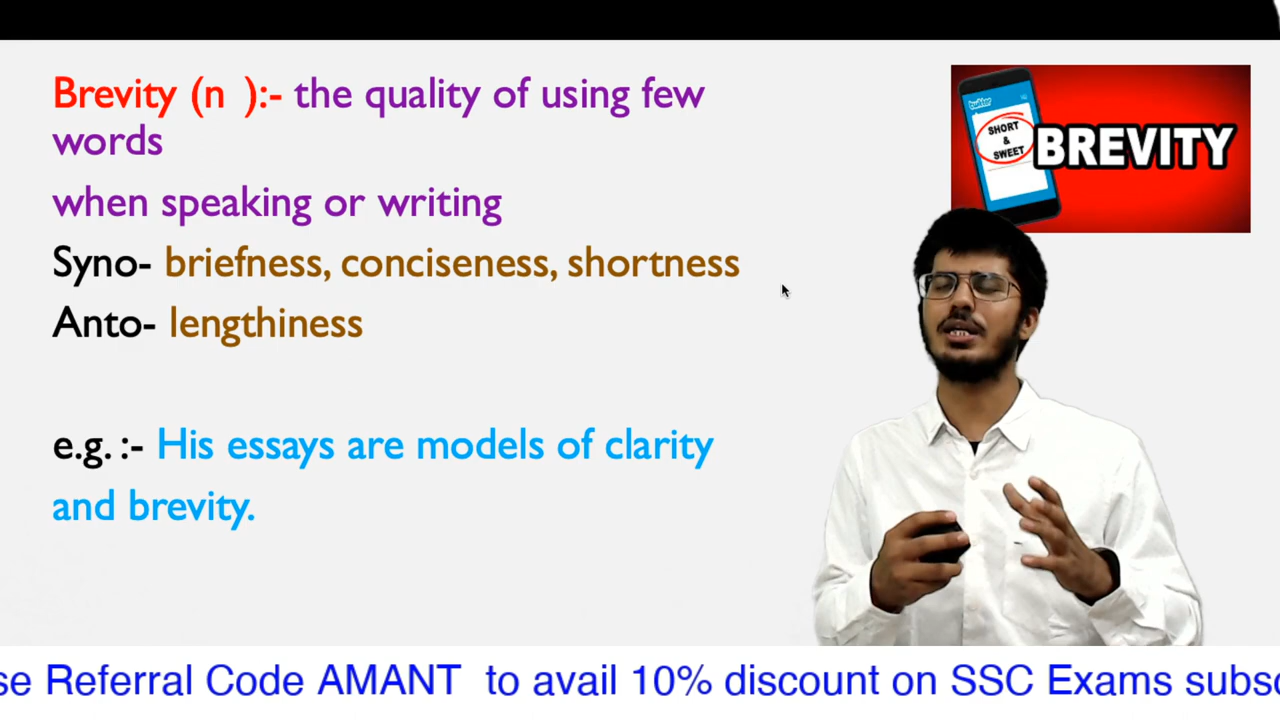 Brevity (n ):- the quality of using few
words
when speaking or writing
Syno- briefness, conciseness, shortness
Anto- lengthiness
e.g. :- His essays are models of clarity
and brevity.
SHORT
&
SWEET
BREVITY
se Referral Code AMANT to avail 10% discount on SSC Exams subsc